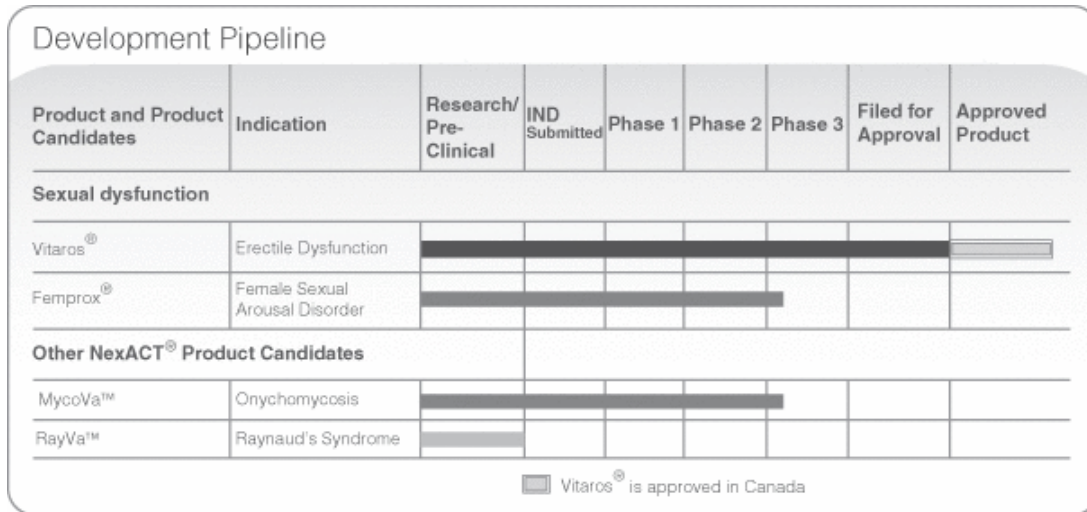 Development Pipeline
Product and Product Candidates
Indication
Research/
Pre-
Clinical
IND
Submitted
Phase 1
Phase 2
Phase 3
Filed for
Approval
Approved
Product
Sexual dysfunction
Vitaros®
Erectile Dysfunction
Femprox®
Female Sexual
Arousal Disorder
Other NexACT® Product Candidates
MycoVa™
Onychomycosis
RayVa™
Raynaud's Syndrome
Vitaros® is approved in Canada